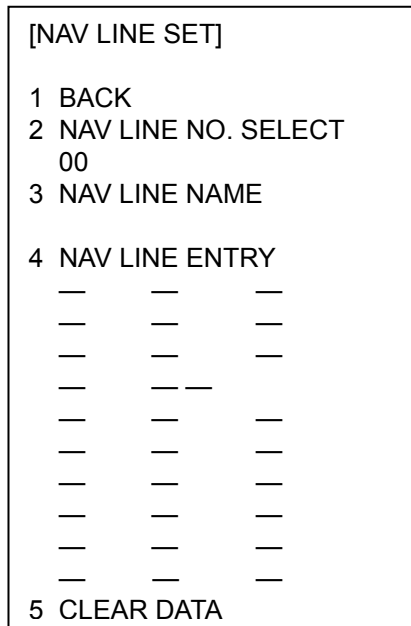 [NAV LINE SET]
1 BACK
2 NAV LINE NO. SELECT
00
3 NAV LINE NAME
4 NAV LINE ENTRY
— — —
— — —
— — —
— — —
— — —
— — —
— — —
— — —
— — —
— — —
5 CLEAR DATA